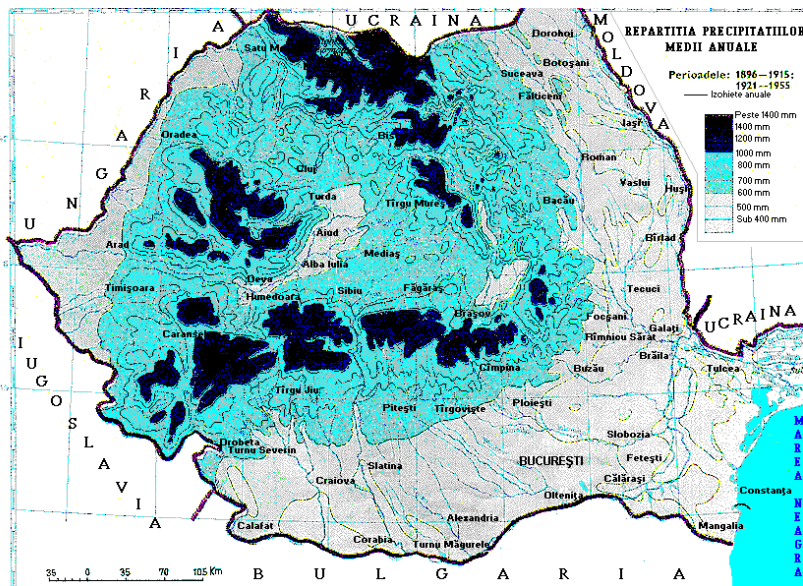 UCRAINA
MOLDOVA
REPARTITIA PRECIPITATIILOR
MEDII ANUALE
Perioadele: 1896—1915;
1921--1955
Izohiete anuale
Peste 1400 mm
1400 mm
1200 mm
1000 mm
800 mm
700 mm
600 mm
500 mm
Sub 400 mm
UNGARIA
Dorohoi
Satu M
Botoşani
Suceava
Fălticeni
Iaşi
Oradea
Bis
Roman
Cluj
Vaslui
Huşi
Turda
Tîrgu Mureş
Bacău
Aiud
Bîrlad
Arad
Mediaş
Alba Iulia
Deva
Timişoara
Humedoara
Sibiu
Făgăraş
Tecuci
Braşov
Focşani
Caranse
Galaţi
UCRAINA
Rîmnicu Sărat
Brăila
Cîmpina
Buzău
Tulcea
Tîrgu Jiu
Piteşti
Tîrgovişte
Ploieşti
IUGOSLAVIA
Drobeta
Turnu Severin
Slobozia
Slatina
BUCUREŞTI
Feteşti
Craiova
Călăraşi
Olteniţa
Constanţa
Alexandria
Calafat
Mangalia
Corabia
Turnu Măgurele
MAREA NEAGRA
35 0 35 70 105 Km
BULGARIA